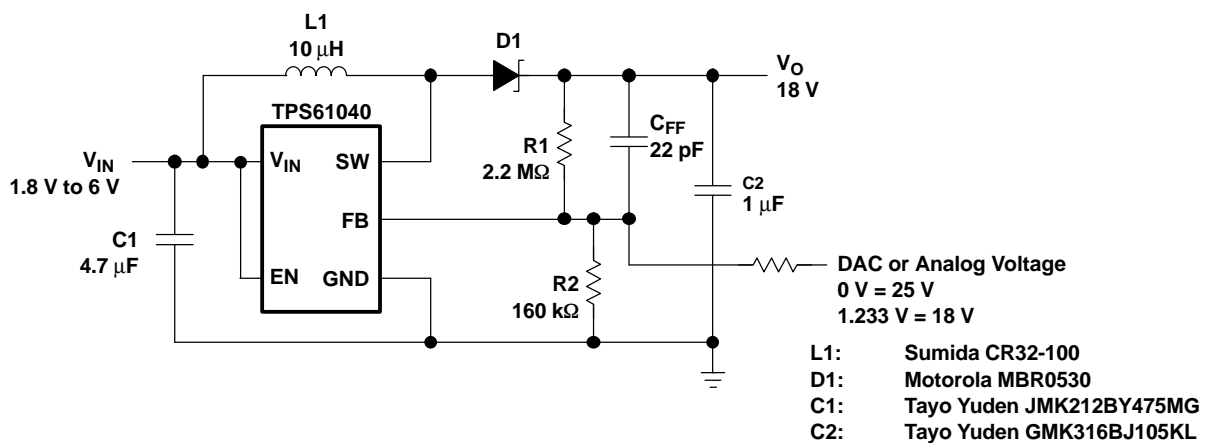 L1
10 µH
D1
VO
18 V
TPS61040
VIN
1.8 V to 6 V
VIN
SW
R1
2.2 MΩ
CFF
22 pF
C2
1 µF
FB
C1
4.7 µF
EN
GND
R2
160 kΩ
DAC or Analog Voltage
0 V = 25 V
1.233 V = 18 V
L1: Sumida CR32-100
D1: Motorola MBR0530
C1: Tayo Yuden JMK212BY475MG
C2: Tayo Yuden GMK316BJ105KL